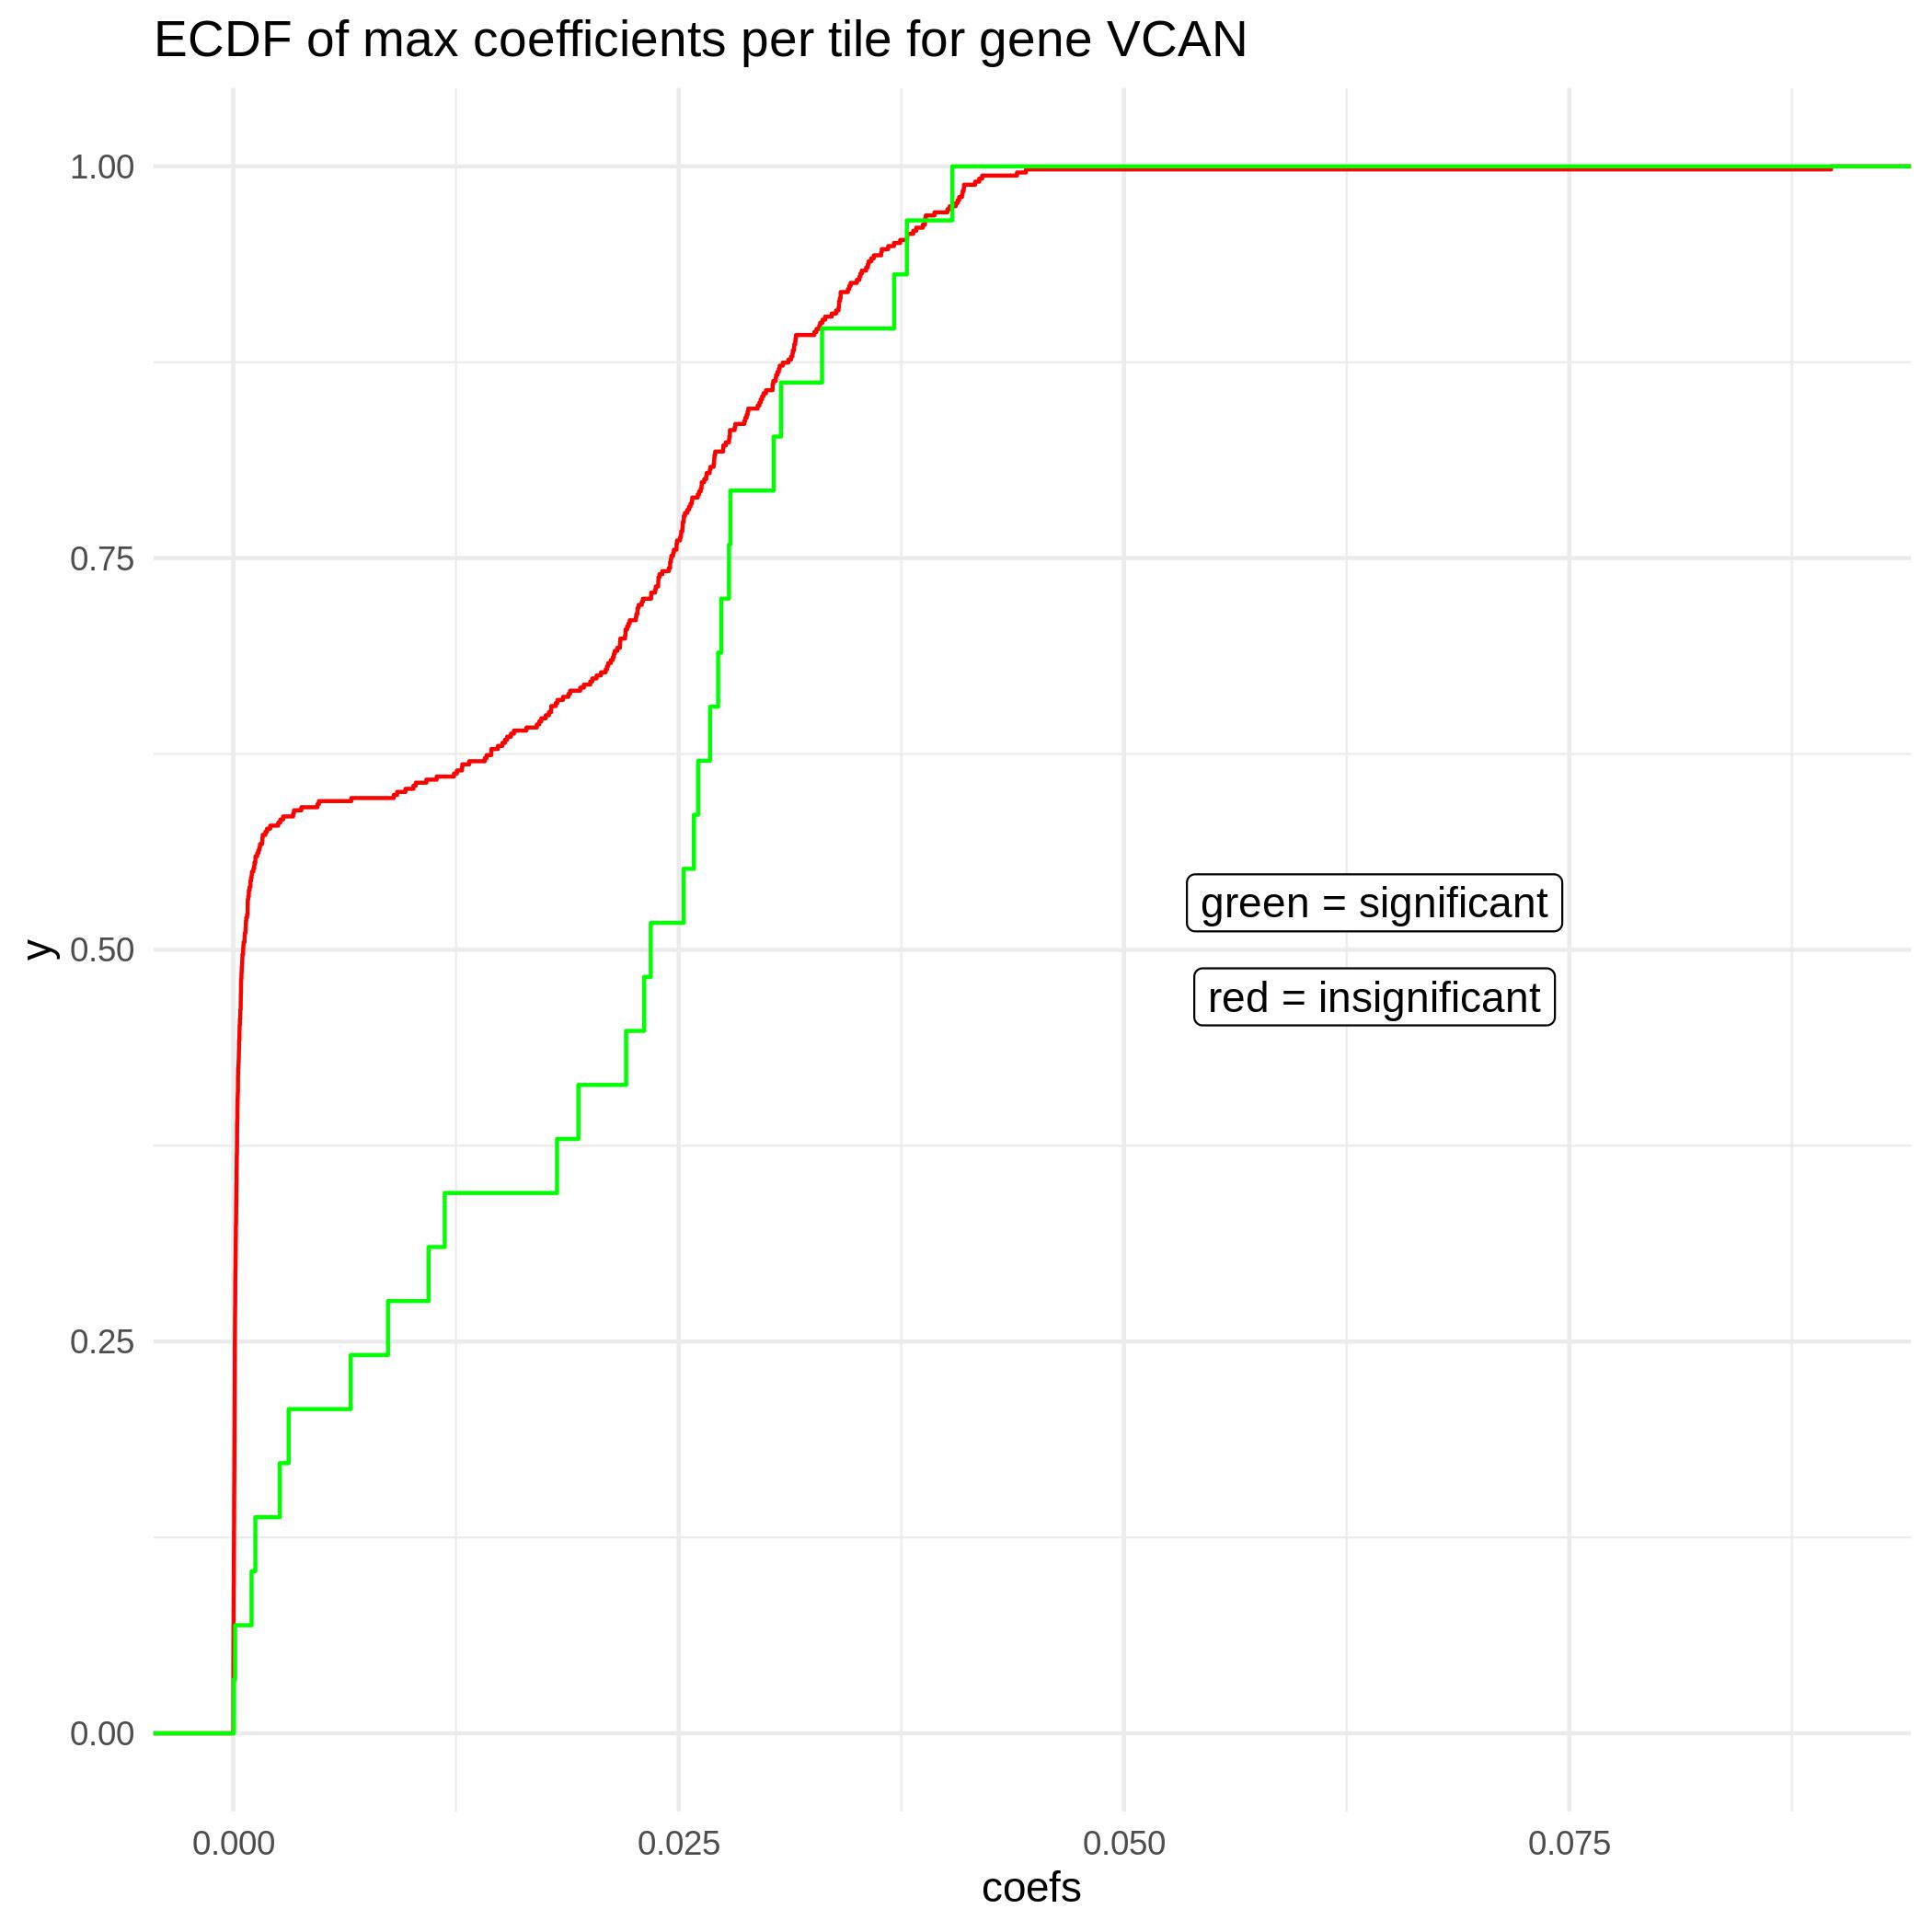 ECDF of max coefficients per tile for gene VCAN
1.00
0.75
0.50
0.25
0.00
y
green = significant
red = insignificant
0.000 0.025 0.050 0.075
coefs